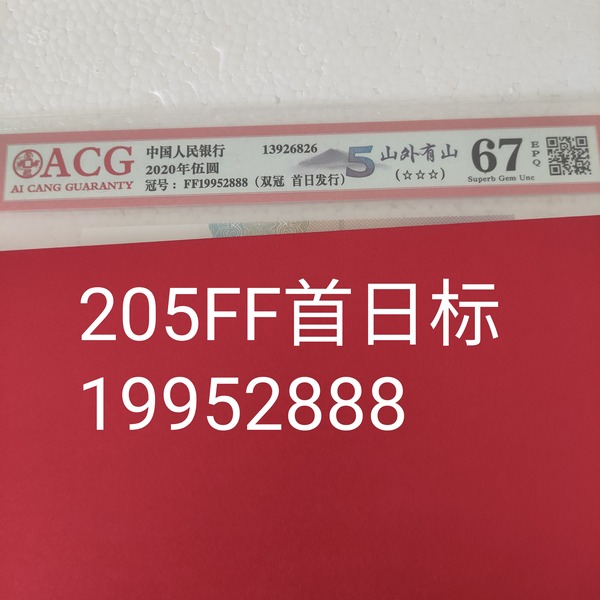 ACG
AI CANG GUARANTY
中国人民银行 13926826
2020年伍圆
冠号：FF19952888（双冠 首日发行）
5 山外有山
（☆☆☆）
67 EPQ
Superb Gem Unc
205FF首日标
19952888